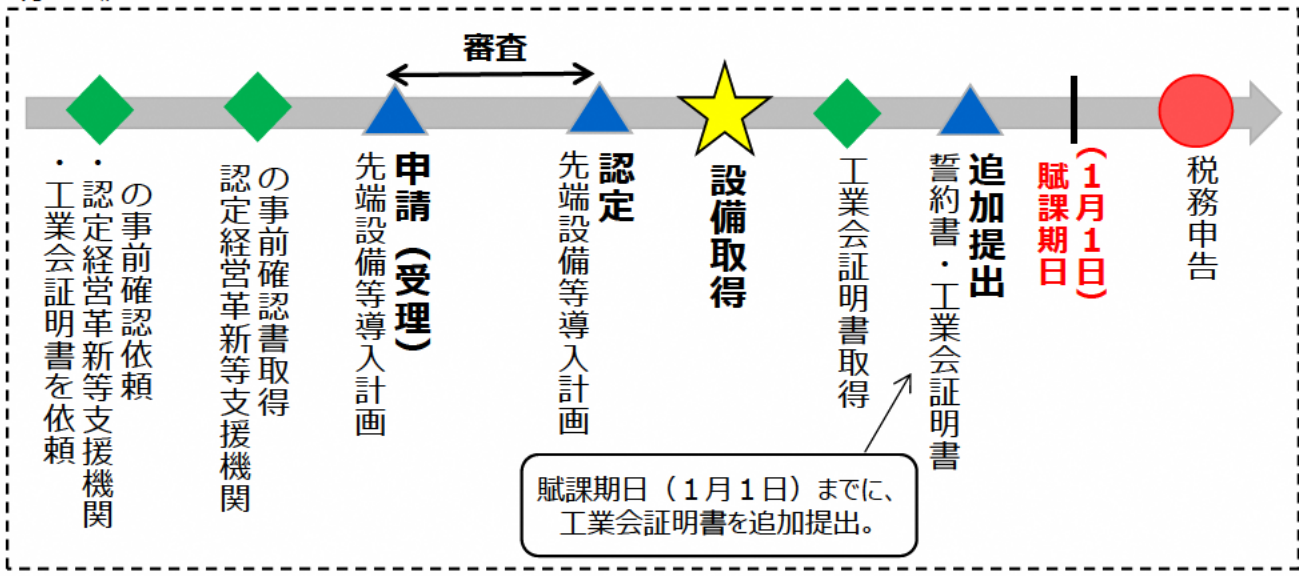 審査
・工業会証明書を依頼
・認定経営革新等支援機関
の事前確認依頼
認定経営革新等支援機関
の事前確認書取得
先端設備等導入計画
申請（受理）
先端設備等導入計画
認定
設備取得
工業会証明書取得
誓約書・工業会証明書
追加提出
賦課期日
（１月１日）
税務申告
賦課期日（１月１日）までに、
工業会証明書を追加提出。